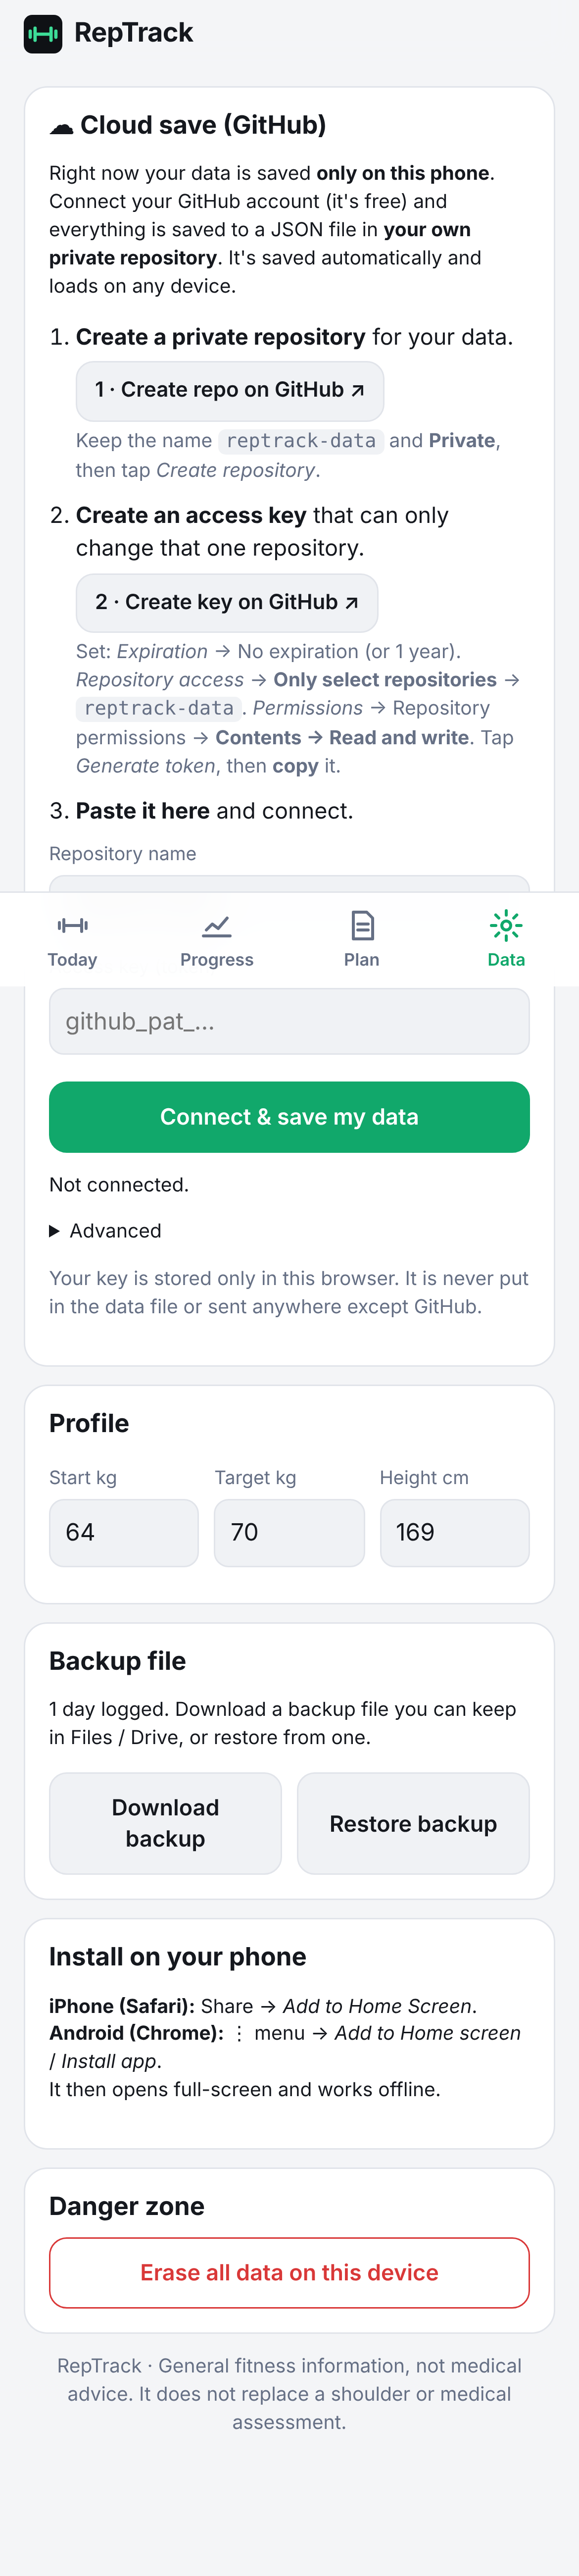 RepTrack
☁ Cloud save (GitHub)
Right now your data is saved only on this phone.
Connect your GitHub account (it's free) and
everything is saved to a JSON file in your own
private repository. It's saved automatically and
loads on any device.
1. Create a private repository for your data.
1 · Create repo on GitHub ↗
Keep the name reptrack-data and Private,
then tap Create repository.
2. Create an access key that can only
change that one repository.
2 · Create key on GitHub ↗
Set: Expiration → No expiration (or 1 year).
Repository access → Only select repositories →
reptrack-data. Permissions → Repository
permissions → Contents → Read and write. Tap
Generate token, then copy it.
3. Paste it here and connect.
Repository name
Today Progress Plan Data
github_pat_...
Connect & save my data
Not connected.
▶ Advanced
Your key is stored only in this browser. It is never put
in the data file or sent anywhere except GitHub.
Profile
Start kg Target kg Height cm
64 70 169
Backup file
1 day logged. Download a backup file you can keep
in Files / Drive, or restore from one.
Download
backup
Restore backup
Install on your phone
iPhone (Safari): Share → Add to Home Screen.
Android (Chrome): ⋮ menu → Add to Home screen
/ Install app.
It then opens full-screen and works offline.
Danger zone
Erase all data on this device
RepTrack · General fitness information, not medical
advice. It does not replace a shoulder or medical
assessment.